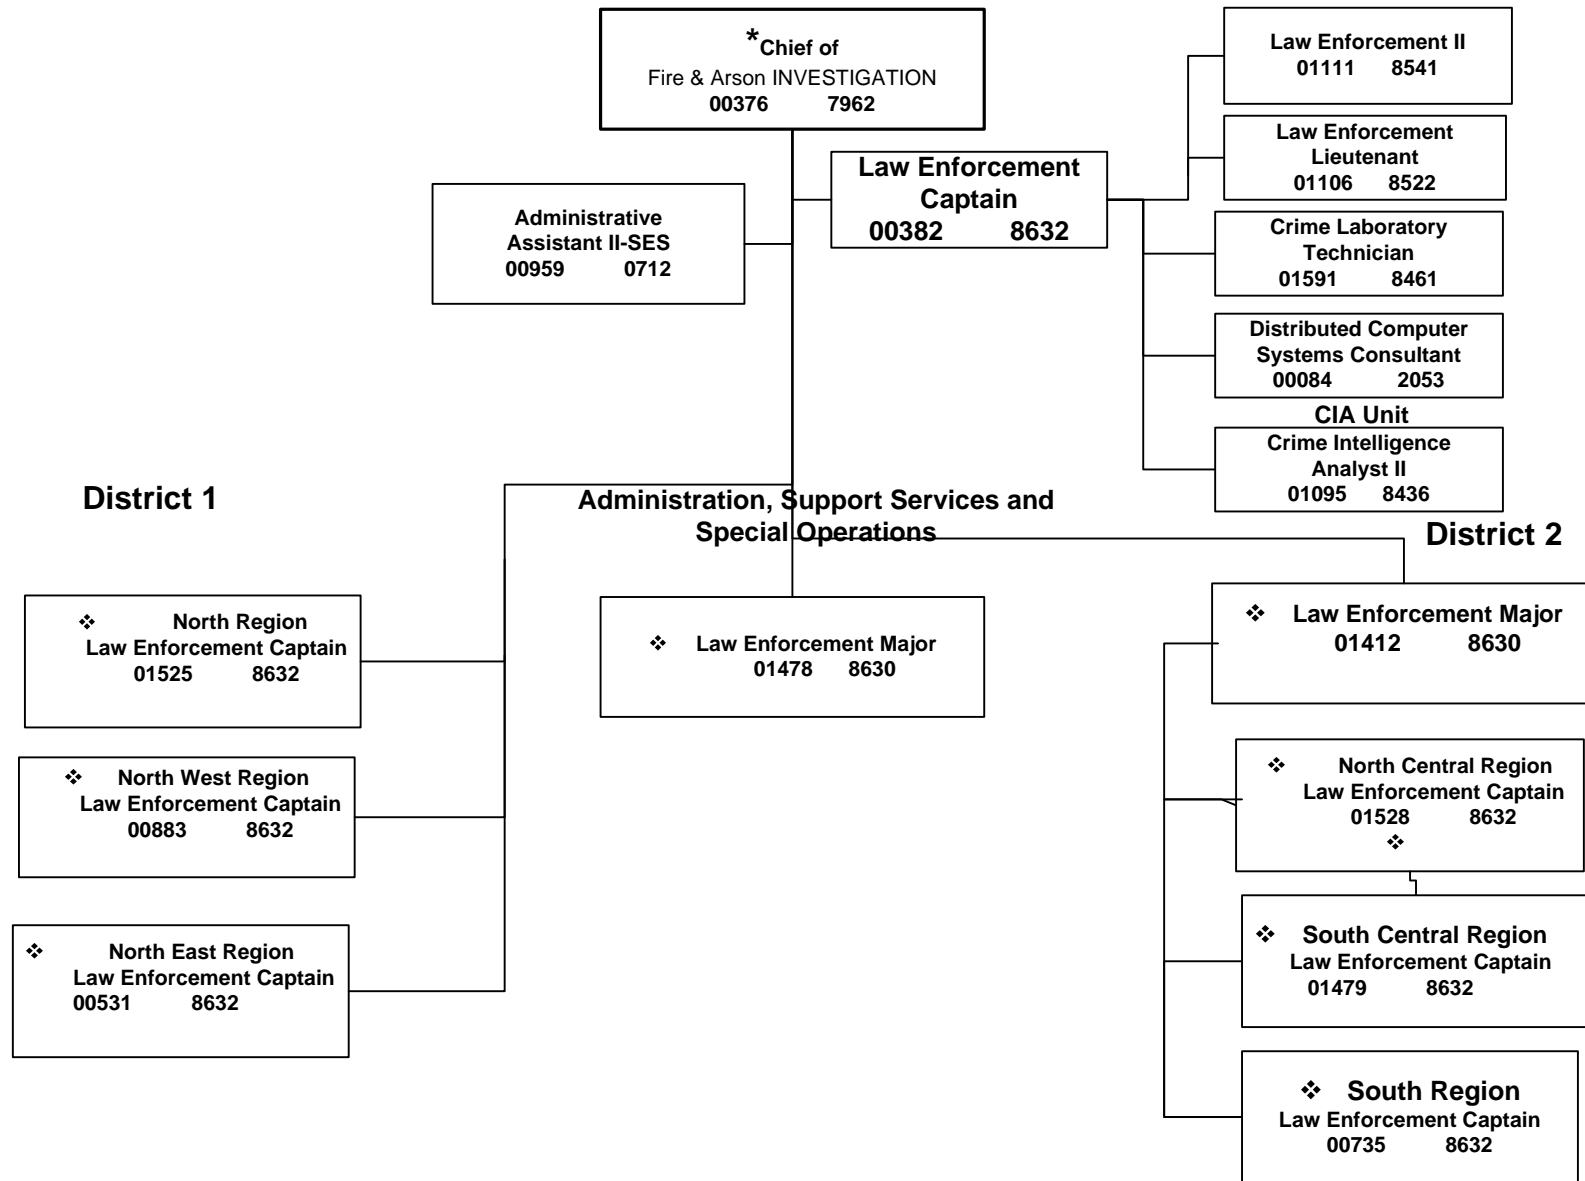 *Chief of
Fire & Arson INVESTIGATION
00376 7962
Law Enforcement II
01111 8541
Law Enforcement
Lieutenant
01106 8522
Law Enforcement
Captain
00382 8632
Administrative
Assistant II-SES
00959 0712
Crime Laboratory
Technician
01591 8461
Distributed Computer
Systems Consultant
00084 2053
CIA Unit
Crime Intelligence
Analyst II
01095 8436
District 1
Administration, Support Services and
Special Operations
District 2
❖ North Region
Law Enforcement Captain
01525 8632
❖ North West Region
Law Enforcement Captain
00883 8632
❖ North East Region
Law Enforcement Captain
00531 8632
❖ Law Enforcement Major
01478 8630
❖ Law Enforcement Major
01412 8630
❖ North Central Region
Law Enforcement Captain
01528 8632
❖
❖ South Central Region
Law Enforcement Captain
01479 8632
❖ South Region
Law Enforcement Captain
00735 8632